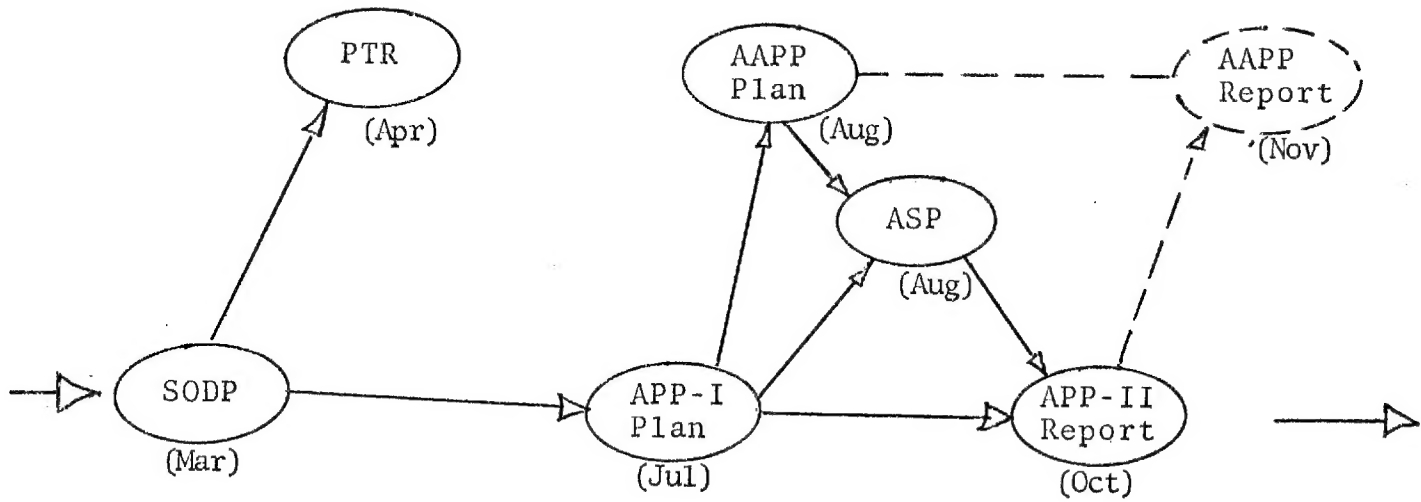 PTR
(Apr)
AAPP
Plan
(Aug)
AAPP
Report
(Nov)
ASP
(Aug)
SODP
(Mar)
APP-I
Plan
(Jul)
APP-II
Report
(Oct)